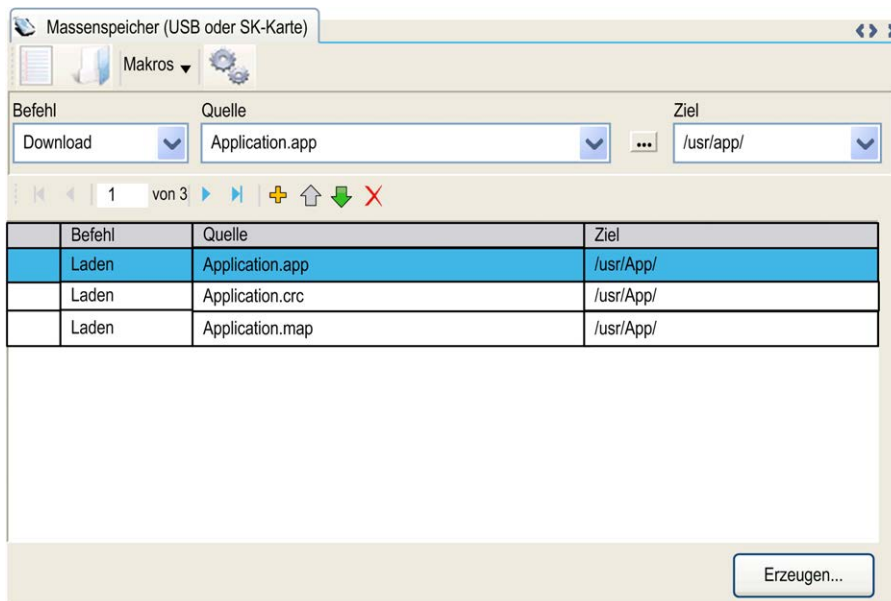 Massenspeicher (USB oder SK-Karte)
Makros
Befehl Quelle Ziel
Download Application.app ... /usr/app/
1 von 3
Befehl Quelle Ziel
Laden Application.app /usr/App/
Laden Application.crc /usr/App/
Laden Application.map /usr/App/
Erzeugen...